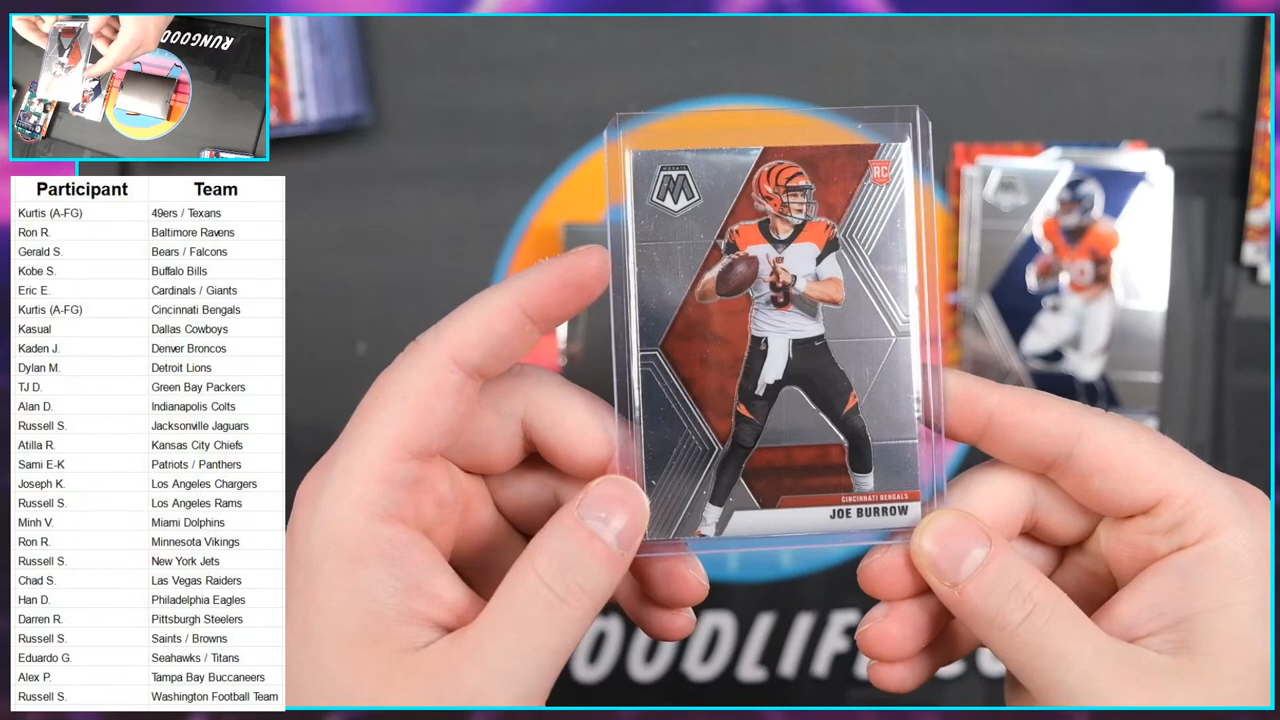 RUNGOOD
Participant Team
Kurtis (A-FG) 49ers / Texans
Ron R. Baltimore Ravens
Gerald S. Bears / Falcons
Kobe S. Buffalo Bills
Eric E. Cardinals / Giants
Kurtis (A-FG) Cincinnati Bengals
Kasual Dallas Cowboys
Kaden J. Denver Broncos
Dylan M. Detroit Lions
TJ D. Green Bay Packers
Alan D. Indianapolis Colts
Russell S. Jacksonville Jaguars
Atilla R. Kansas City Chiefs
Sami E-K Patriots / Panthers
Joseph K. Los Angeles Chargers
Russell S. Los Angeles Rams
Minh V. Miami Dolphins
Ron R. Minnesota Vikings
Russell S. New York Jets
Chad S. Las Vegas Raiders
Han D. Philadelphia Eagles
Darren R. Pittsburgh Steelers
Russell S. Saints / Browns
Eduardo G. Seahawks / Titans
Alex P. Tampa Bay Buccaneers
Russell S. Washington Football Team
MOSAIC
RC
9
CINCINNATI BENGALS
JOE BURROW
OODLIF